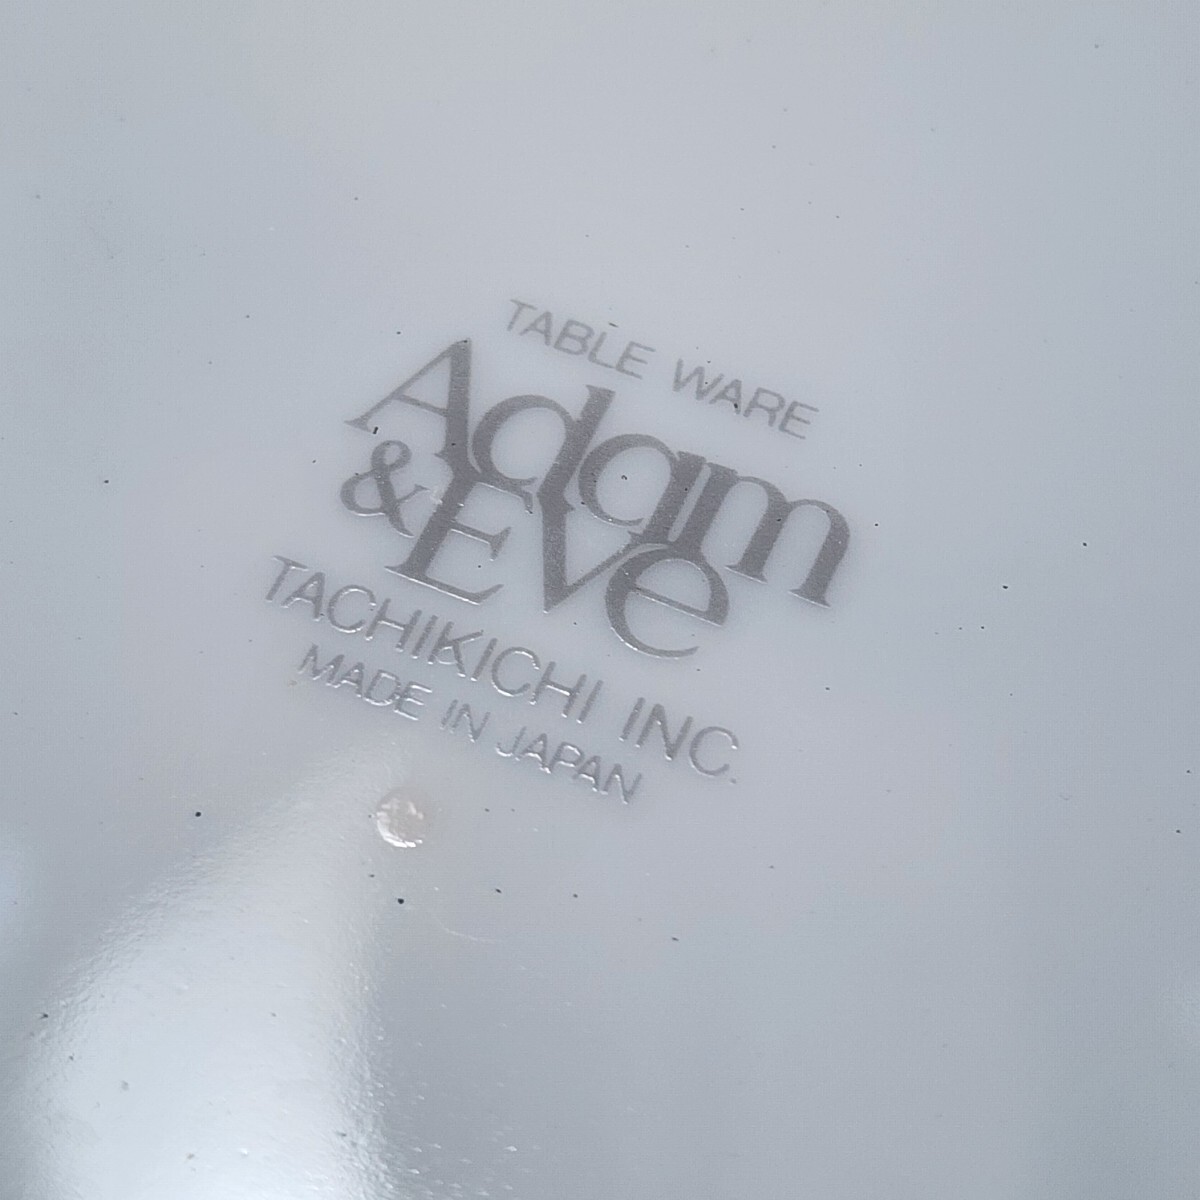 TABLE WARE
Adam
& Eve
TACHIKICHI INC.
MADE IN JAPAN